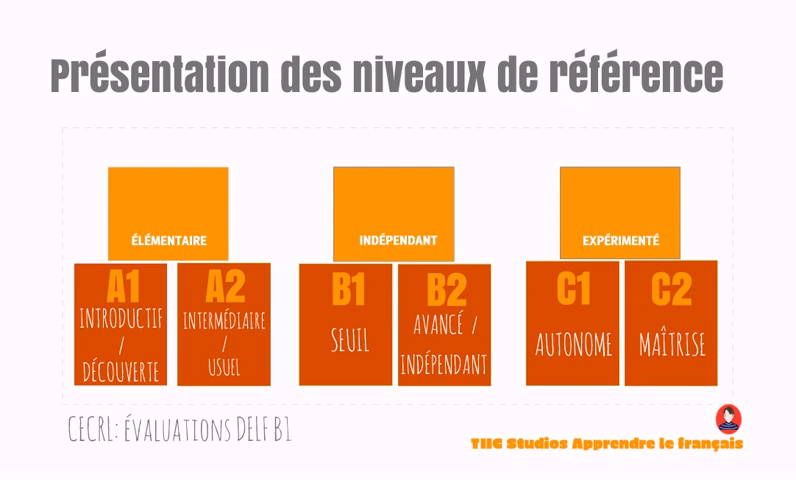 Présentation des niveaux de référence
ÉLÉMENTAIRE
A1
INTRODUCTIF
/
DÉCOUVERTE
A2
INTERMÉDIAIRE
/
USUEL
INDÉPENDANT
B1
SEUIL
B2
AVANCÉ /
INDÉPENDANT
EXPÉRIMENTÉ
C1
AUTONOME
C2
MAÎTRISE
CECRL: évaluations DELF B1
THG Studios Apprendre le français